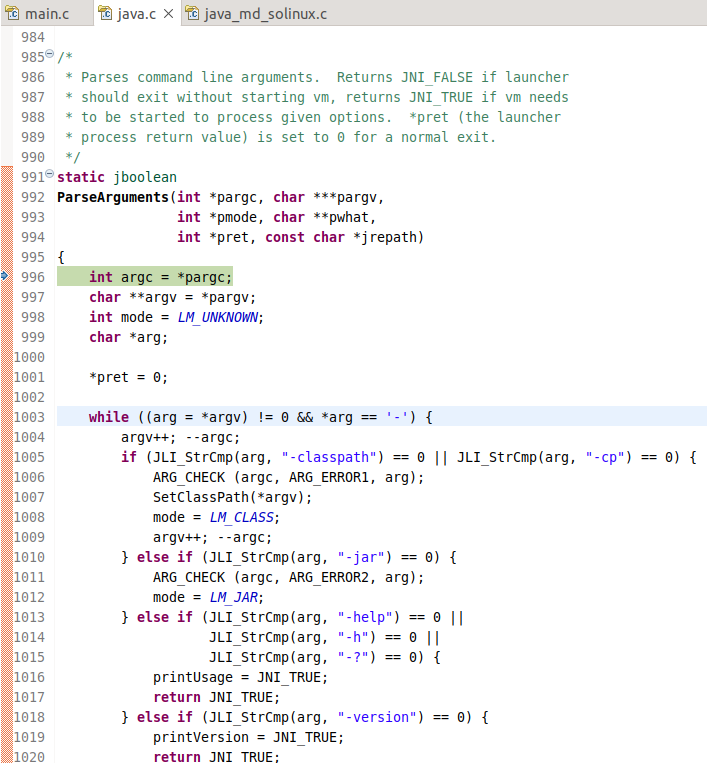 main.c java.c java_md_solinux.c
984
985 /*
986  * Parses command line arguments.  Returns JNI_FALSE if launcher
987  * should exit without starting vm, returns JNI_TRUE if vm needs
988  * to be started to process given options.  *pret (the launcher
989  * process return value) is set to 0 for a normal exit.
990  */
991 static jboolean
992 ParseArguments(int *pargc, char ***pargv,
993                int *pmode, char **pwhat,
994                int *pret, const char *jrepath)
995 {
996     int argc = *pargc;
997     char **argv = *pargv;
998     int mode = LM_UNKNOWN;
999     char *arg;
1000
1001     *pret = 0;
1002
1003     while ((arg = *argv) != 0 && *arg == '-') {
1004         argv++; --argc;
1005         if (JLI_StrCmp(arg, "-classpath") == 0 || JLI_StrCmp(arg, "-cp") == 0) {
1006             ARG_CHECK (argc, ARG_ERROR1, arg);
1007             SetClassPath(*argv);
1008             mode = LM_CLASS;
1009             argv++; --argc;
1010         } else if (JLI_StrCmp(arg, "-jar") == 0) {
1011             ARG_CHECK (argc, ARG_ERROR2, arg);
1012             mode = LM_JAR;
1013         } else if (JLI_StrCmp(arg, "-help") == 0 ||
1014                    JLI_StrCmp(arg, "-h") == 0 ||
1015                    JLI_StrCmp(arg, "-?") == 0) {
1016             printUsage = JNI_TRUE;
1017             return JNI_TRUE;
1018         } else if (JLI_StrCmp(arg, "-version") == 0) {
1019             printVersion = JNI_TRUE;
1020             return JNI_TRUE;